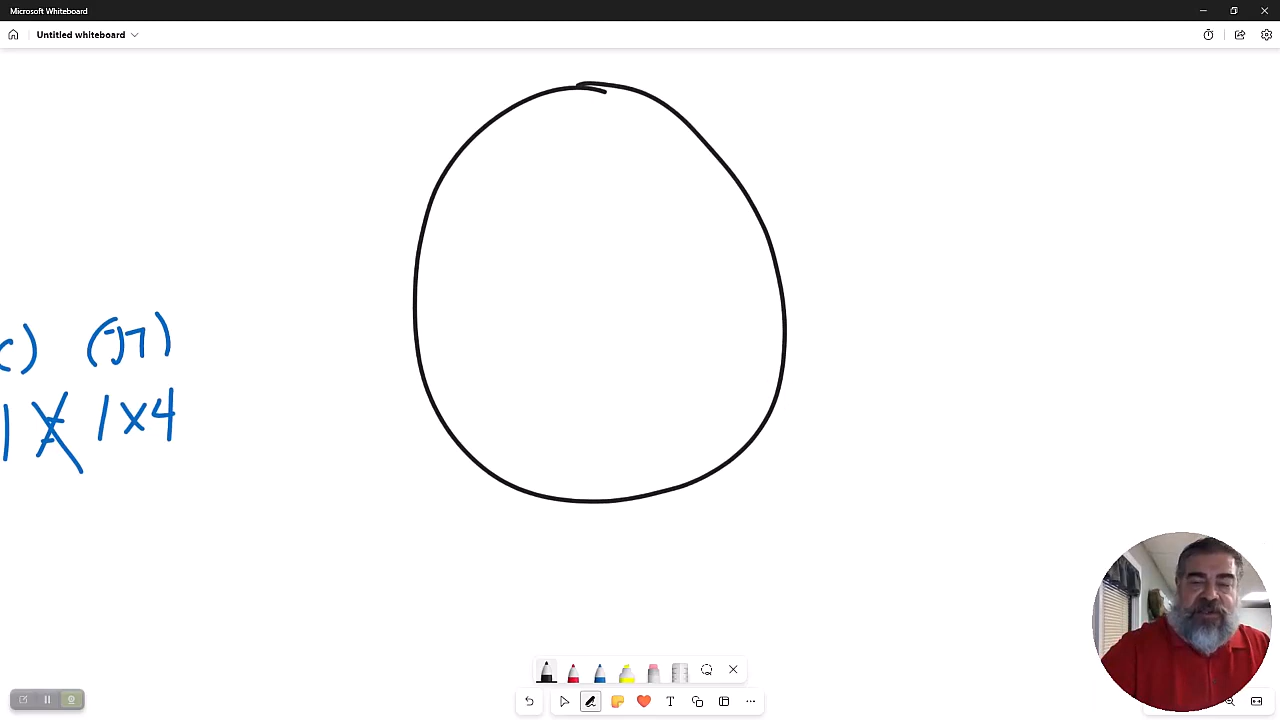 Microsoft Whiteboard
Untitled whiteboard
c) (J7)
1 X 1X4
T